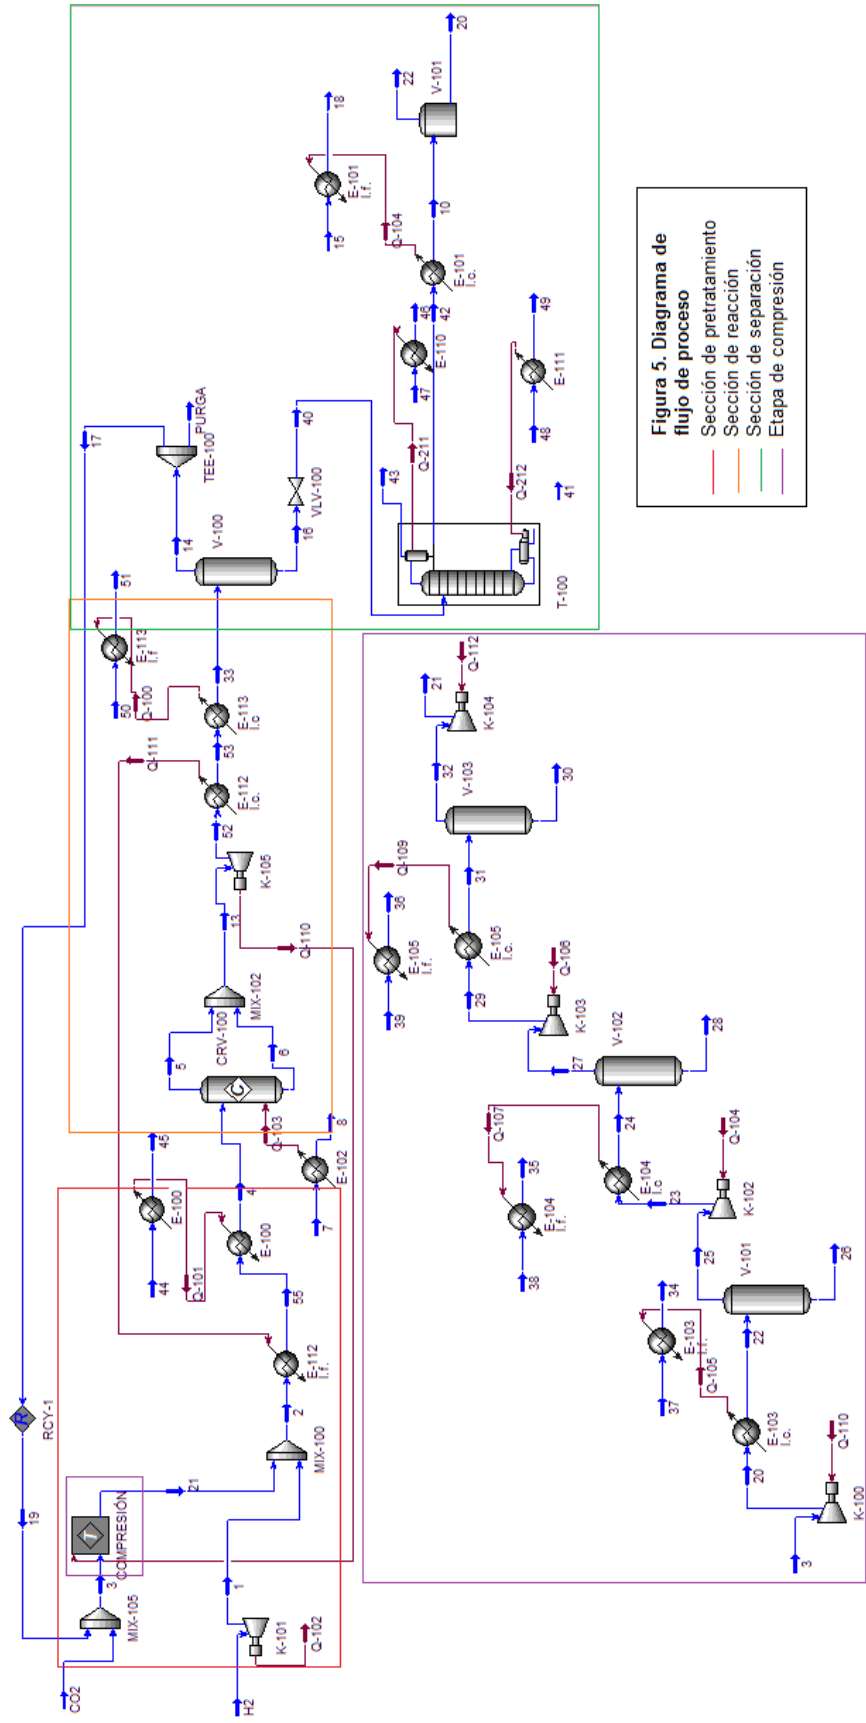 CO2
H2
19
RCY-1
MIX-105
3
COMPRESIÓN
21
K-101
Q-102
1
MIX-100
2
E-112
I.f.
55
44
Q-101
E-100
45
E-100
4
7
E-102
8
Q-103
5
CRV-100
6
MIX-102
13
Q-110
K-105
52
E-112
I.c.
Q-111
53
E-113
I.c
33
50
Q-100
E-113
I.f
51
V-100
14
TEE-100
PURGA
17
16
VLV-100
40
T-100
43
Q-211
Q-212
41
47
E-110
46
42
48
E-111
49
E-101
I.c.
Q-104
15
E-101
I.f.
18
10
22
V-101
20
3
K-100
Q-110
20
E-103
I.c.
Q-105
37
E-103
I.f.
34
22
V-101
26
25
K-102
Q-104
23
E-104
I.c
Q-107
38
E-104
I.f.
35
24
V-102
28
27
K-103
Q-106
29
E-105
I.c.
Q-109
39
E-105
I.f.
36
31
V-103
30
32
K-104
Q-112
21
Figura 5. Diagrama de
flujo de proceso
Sección de pretratamiento
Sección de reacción
Sección de separación
Etapa de compresión